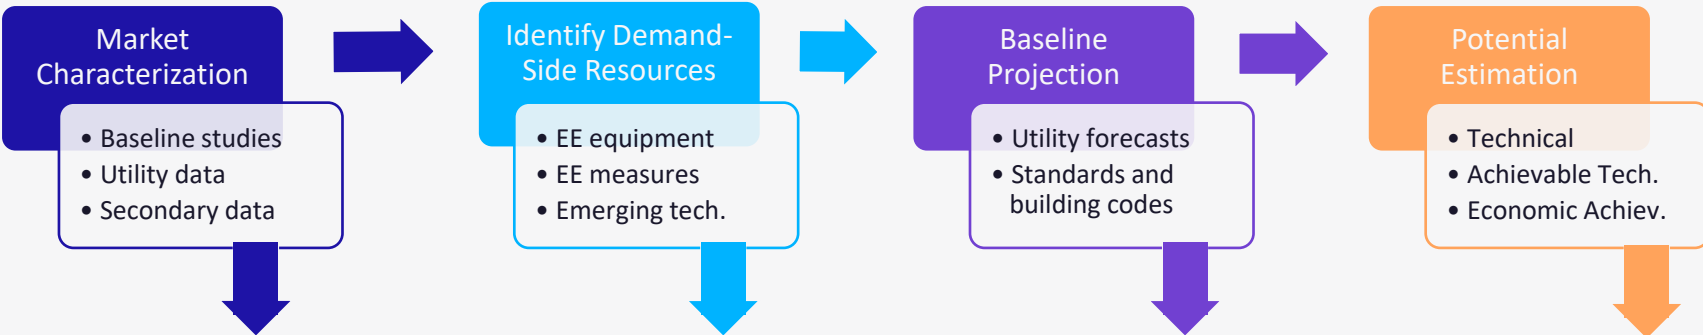 Market
Characterization
• Baseline studies
• Utility data
• Secondary data
Identify Demand-
Side Resources
• EE equipment
• EE measures
• Emerging tech.
Baseline
Projection
• Utility forecasts
• Standards and
building codes
Potential
Estimation
• Technical
• Achievable Tech.
• Economic Achiev.